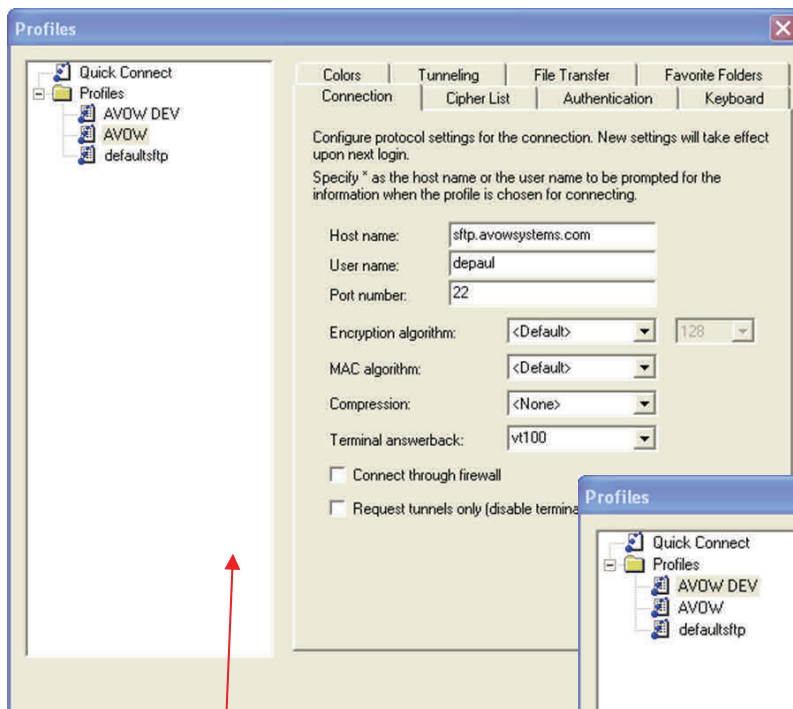 Profiles
Quick Connect
Profiles
AVOW DEV
AVOW
defaultsftp
Colors
Tunneling
File Transfer
Favorite Folders
Connection
Cipher List
Authentication
Keyboard
Configure protocol settings for the connection. New settings will take effect
upon next login.
Specify * as the host name or the user name to be prompted for the
information when the profile is chosen for connecting.
Host name: sftp.avowsystems.com
User name: depaul
Port number: 22
Encryption algorithm: <Default> 128
MAC algorithm: <Default>
Compression: <None>
Terminal answerback: vt100
Connect through firewall
Request tunnels only (disable termina
Profiles
Quick Connect
Profiles
AVOW DEV
AVOW
defaultsftp